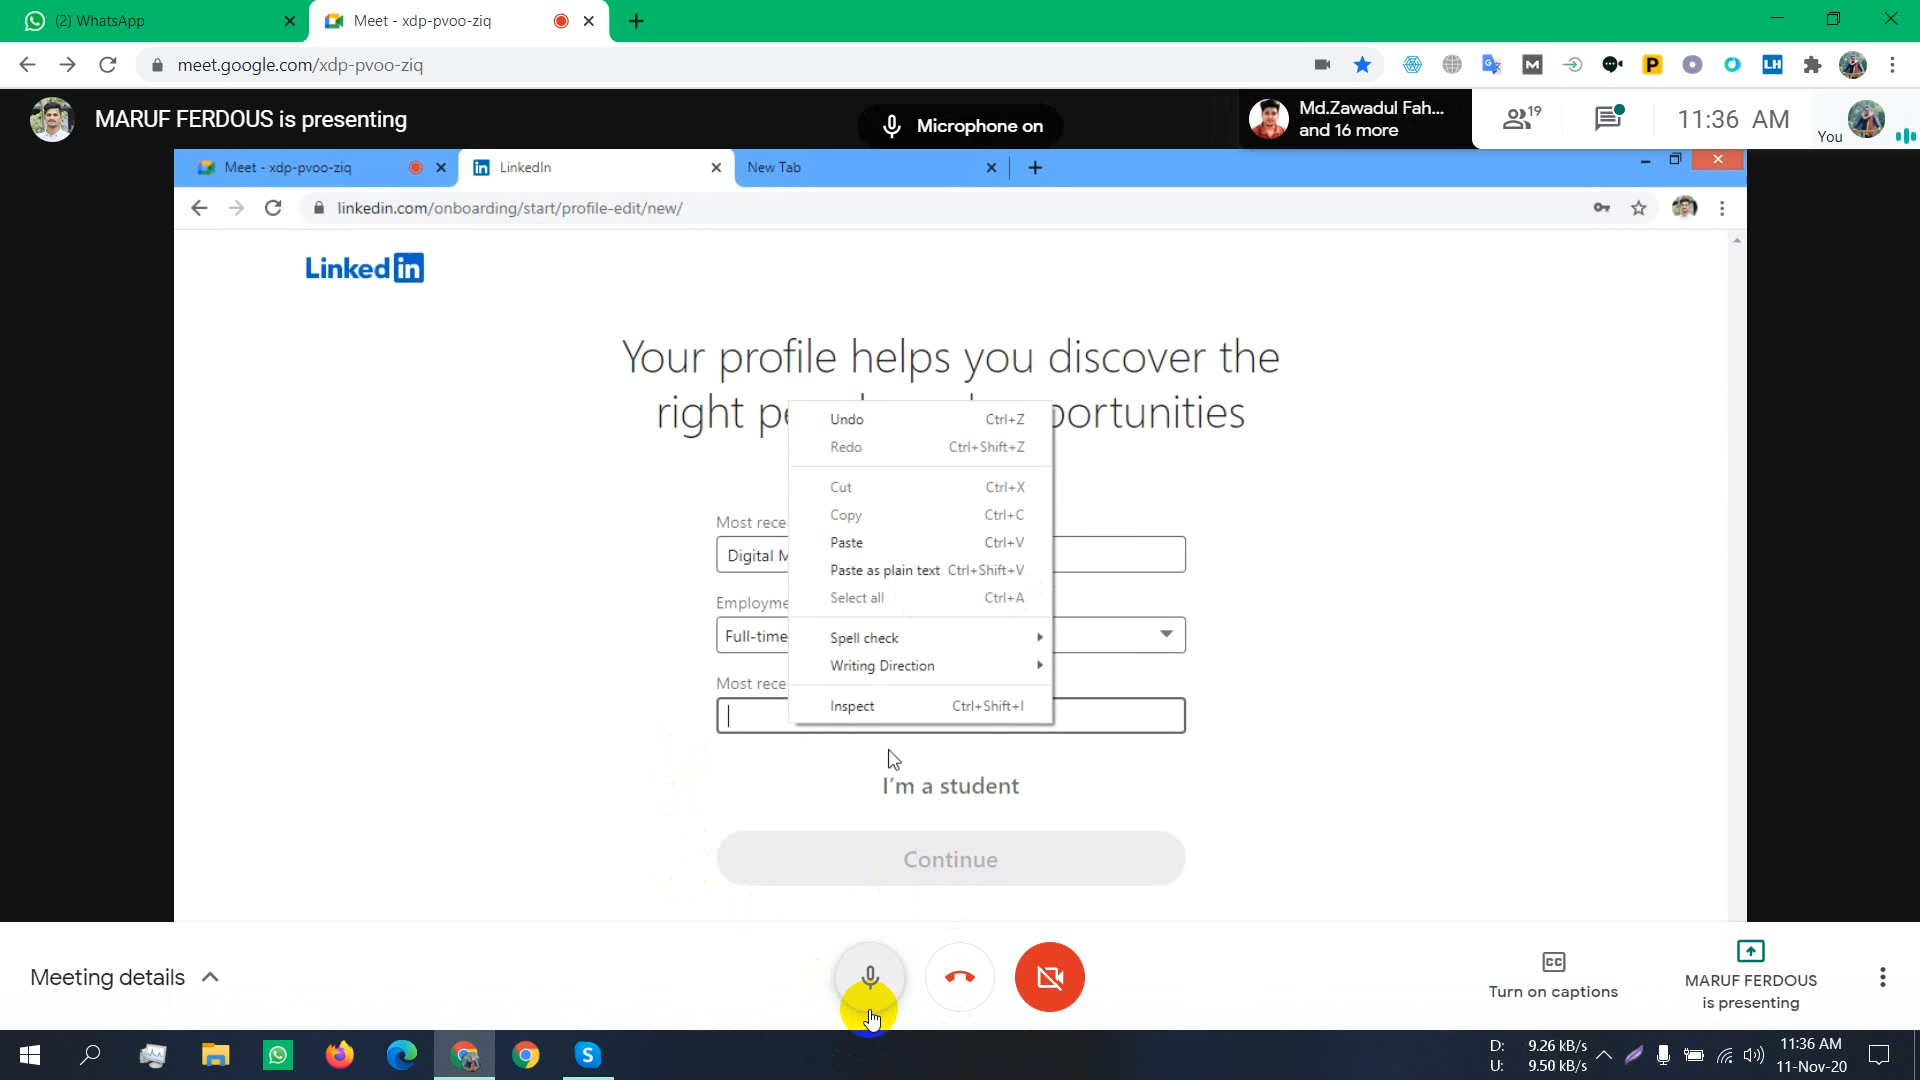 (2) WhatsApp
Meet - xdp-pvoo-ziq
meet.google.com/xdp-pvoo-ziq
MARUF FERDOUS is presenting
Microphone on
Md.Zawadul Fah...
and 16 more
19
11:36 AM
You
Meet - xdp-pvoo-ziq
LinkedIn
New Tab
linkedin.com/onboarding/start/profile-edit/new/
Linked in
Your profile helps you discover the
right pe
portunities
Undo Ctrl+Z
Redo Ctrl+Shift+Z
Cut Ctrl+X
Copy Ctrl+C
Paste Ctrl+V
Paste as plain text Ctrl+Shift+V
Select all Ctrl+A
Spell check
Writing Direction
Inspect Ctrl+Shift+I
Most rece
Digital M
Employme
Full-time
Most rece
I'm a student
Continue
Meeting details
Turn on captions
MARUF FERDOUS
is presenting
D: 9.26 kB/s
U: 9.50 kB/s
11:36 AM
11-Nov-20